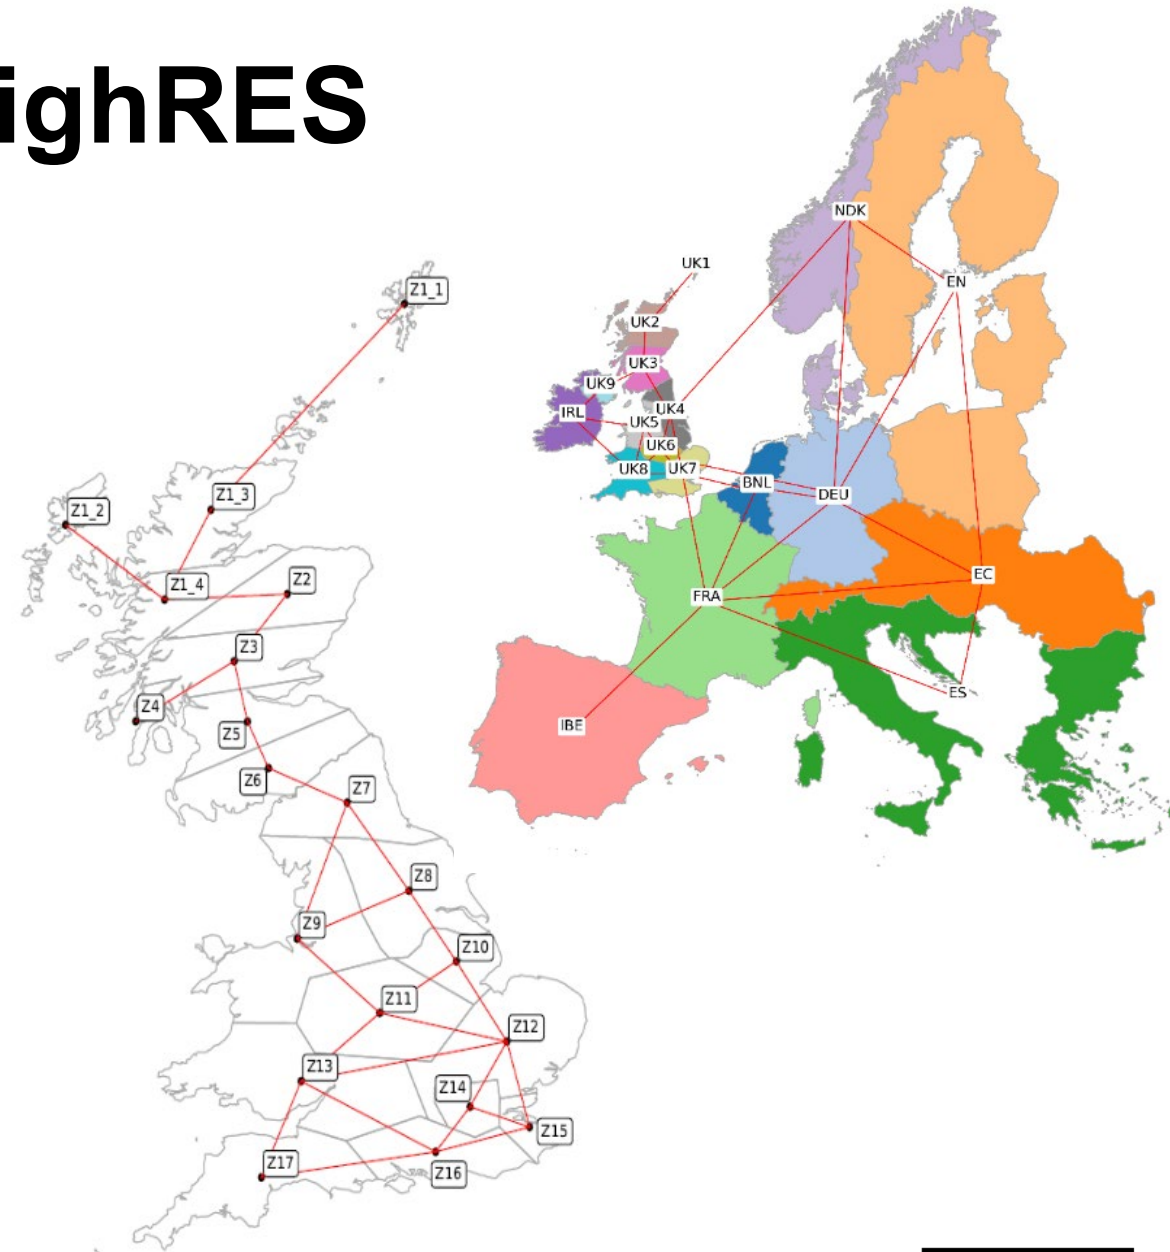 ighRES
NDK
UK1
EN
UK2
UK3
UK9
IRL
UK4
UK5
UK6
UK8
UK7
BNL
DEU
EC
FRA
ES
IBE
Z1_1
Z1_3
Z1_2
Z1_4
Z2
Z3
Z4
Z5
Z6
Z7
Z8
Z9
Z10
Z11
Z12
Z13
Z14
Z15
Z17
Z16